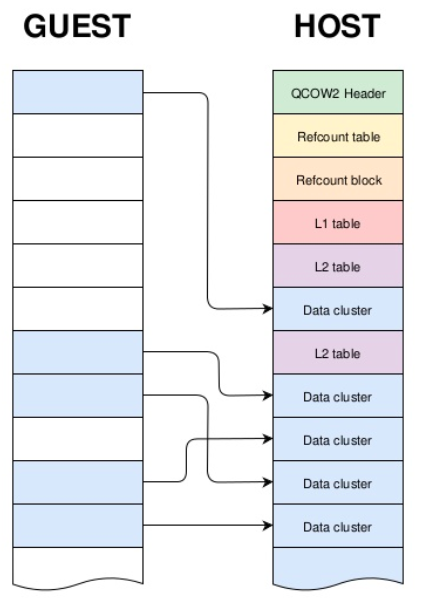 GUEST
HOST
QCOW2 Header
Refcount table
Refcount block
L1 table
L2 table
Data cluster
L2 table
Data cluster
Data cluster
Data cluster
Data cluster